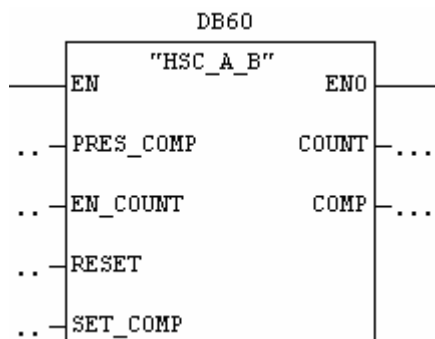 DB60
"HSC_A_B"
EN ENO
.. PRES_COMP COUNT ...
.. EN_COUNT COMP ...
.. RESET
.. SET_COMP